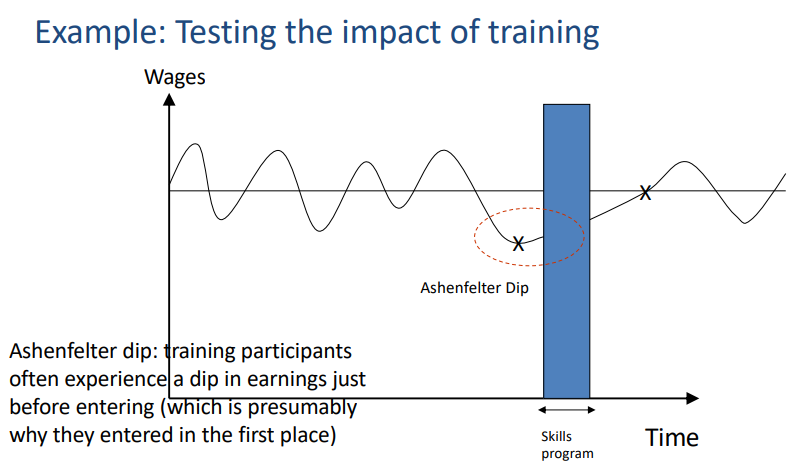 Example: Testing the impact of training
Wages
X
X
Ashenfelter Dip
Ashenfelter dip: training participants
often experience a dip in earnings just
before entering (which is presumably
why they entered in the first place)
Skills
program
Time